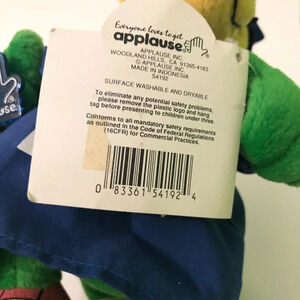 Everyone loves to get
applause
APPLAUSE INC.
WOODLAND HILLS, CA 91365-4183
© APPLAUSE INC.
MADE IN INDONESIA
54192
SURFACE WASHABLE AND DRYABLE
To eliminate any potential safety problems,
please remove the plastic logo and hang
tag before presenting to children under three.
Conforms to all mandatory safety requirements
as outlined in the Code of Federal Regulations
(16CFR) for Commercial Practices.
0 83361 54192 4